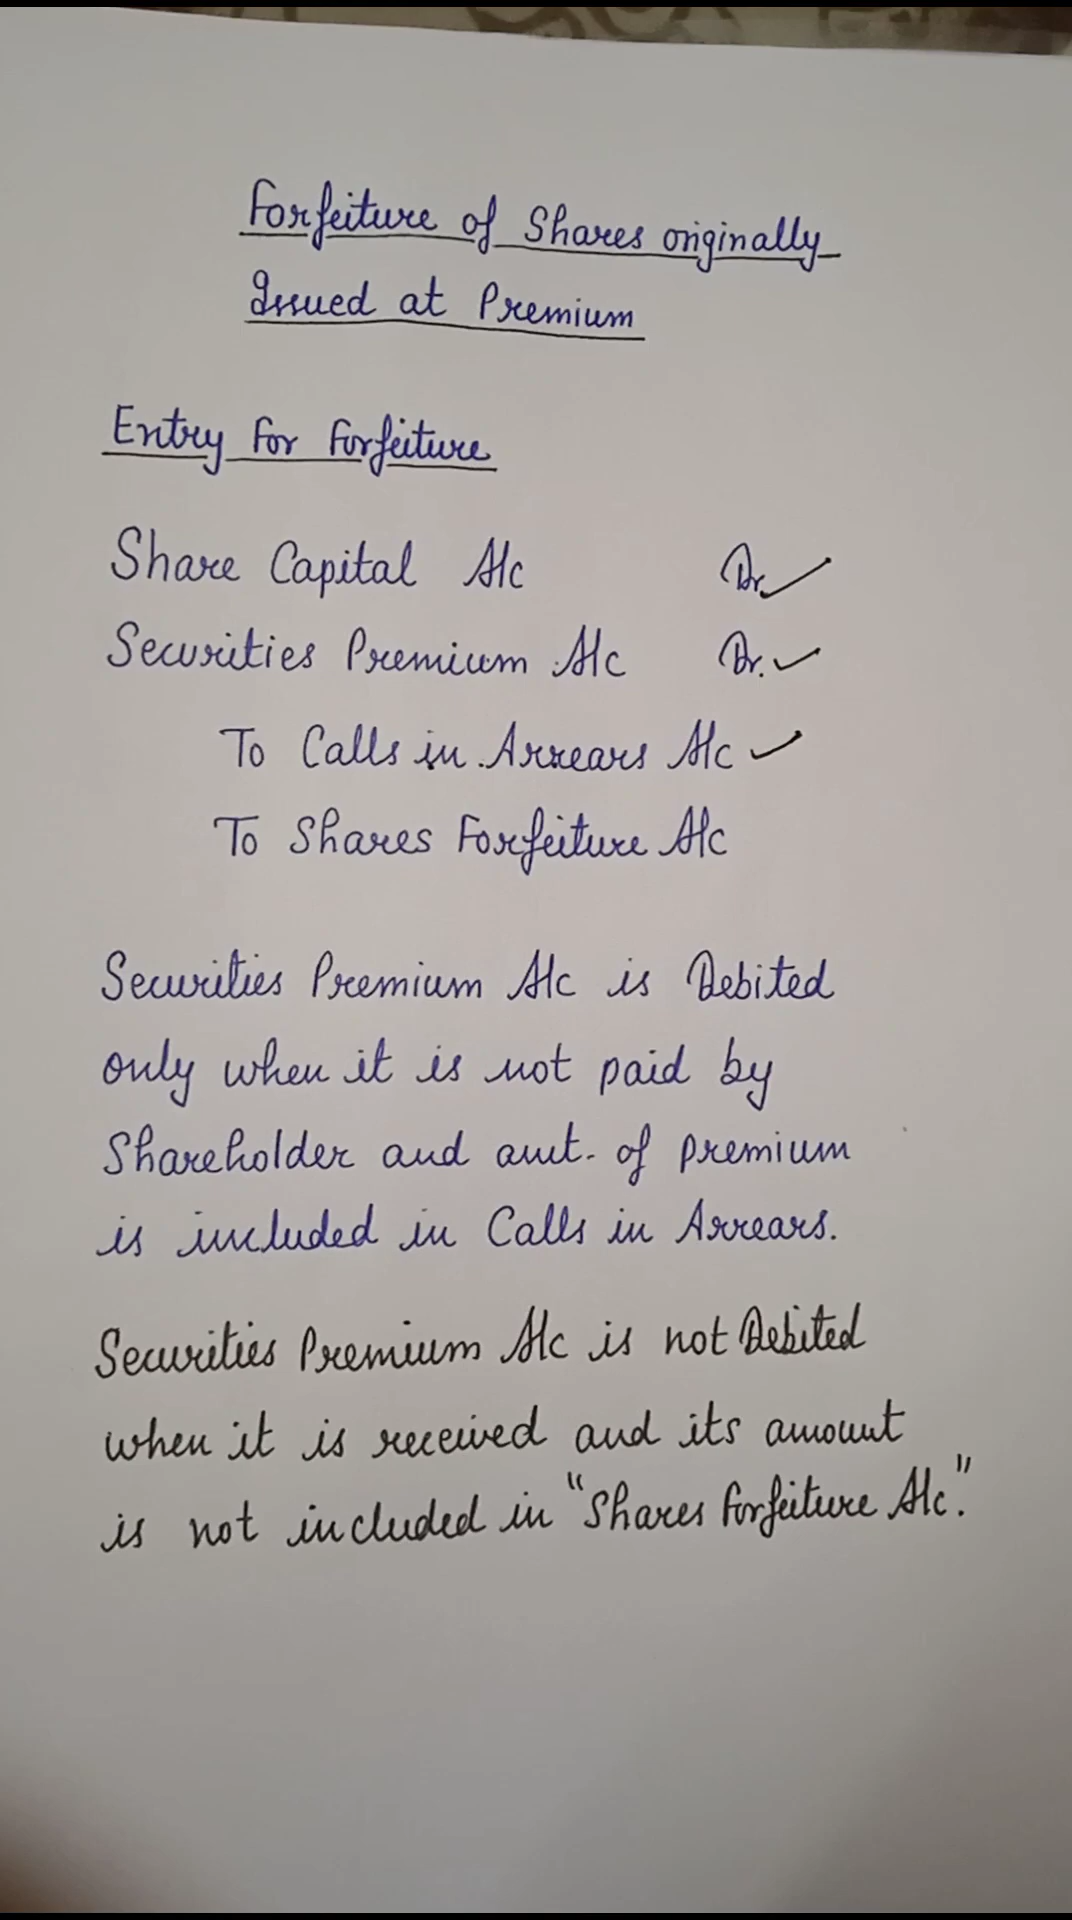 Forfeiture of Shares originally
Issued at Premium
Entry For Forfeiture
Share Capital A/c Dr.
Securities Premium A/c Dr.
To Calls in Arrears A/c
To Shares Forfeiture A/c
Securities Premium A/c is Debited
only when it is not paid by
Shareholder and amt. of premium
is included in Calls in Arrears.
Securities Premium A/c is not Debited
when it is received and its amount
is not included in "Shares Forfeiture A/c."